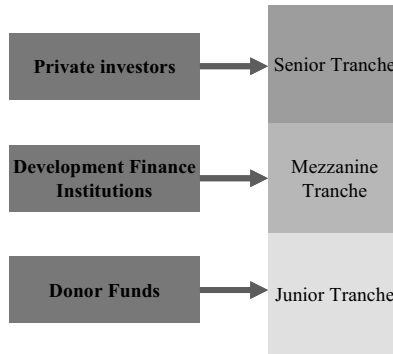 Private investors
Senior Tranche
Development Finance
Institutions
Mezzanine
Tranche
Donor Funds
Junior Tranche